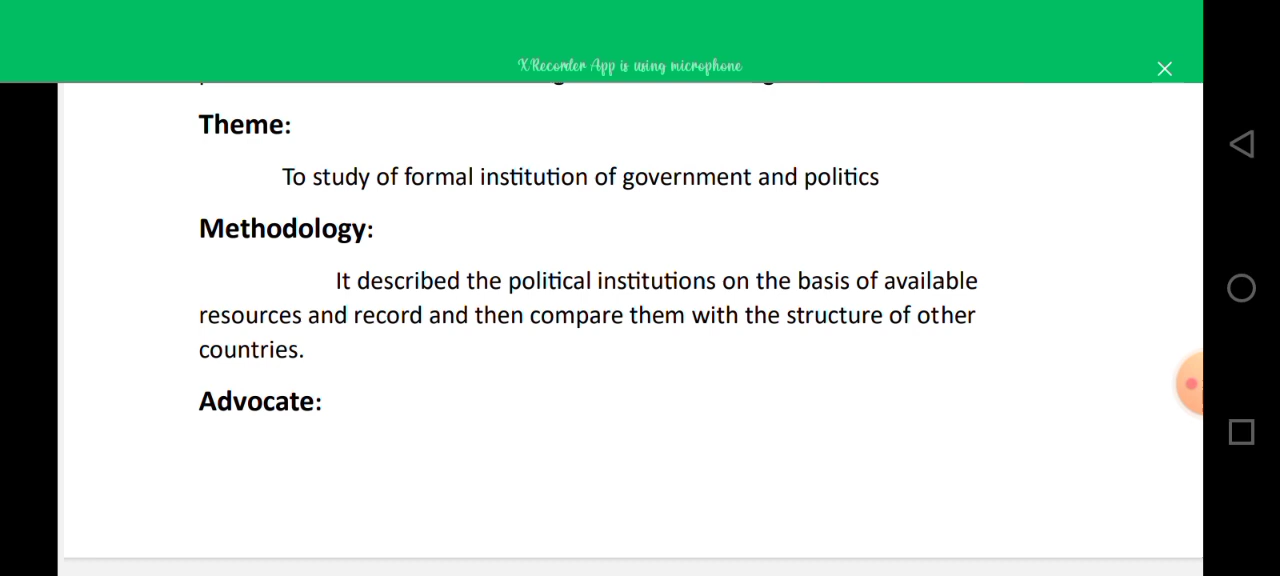 XRecorder App is using microphone
Theme:
To study of formal institution of government and politics
Methodology:
It described the political institutions on the basis of available
resources and record and then compare them with the structure of other
countries.
Advocate: